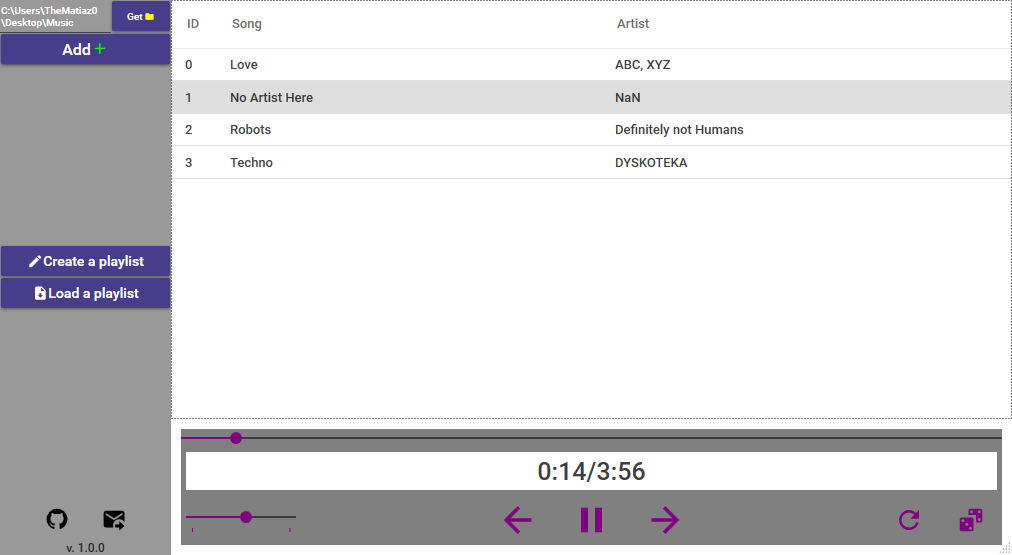 C:\Users\TheMatiaz0
\Desktop\Music
Get
Add
Create a playlist
Load a playlist
v. 1.0.0
ID Song Artist
0 Love ABC, XYZ
1 No Artist Here NaN
2 Robots Definitely not Humans
3 Techno DYSKOTEKA
0:14/3:56